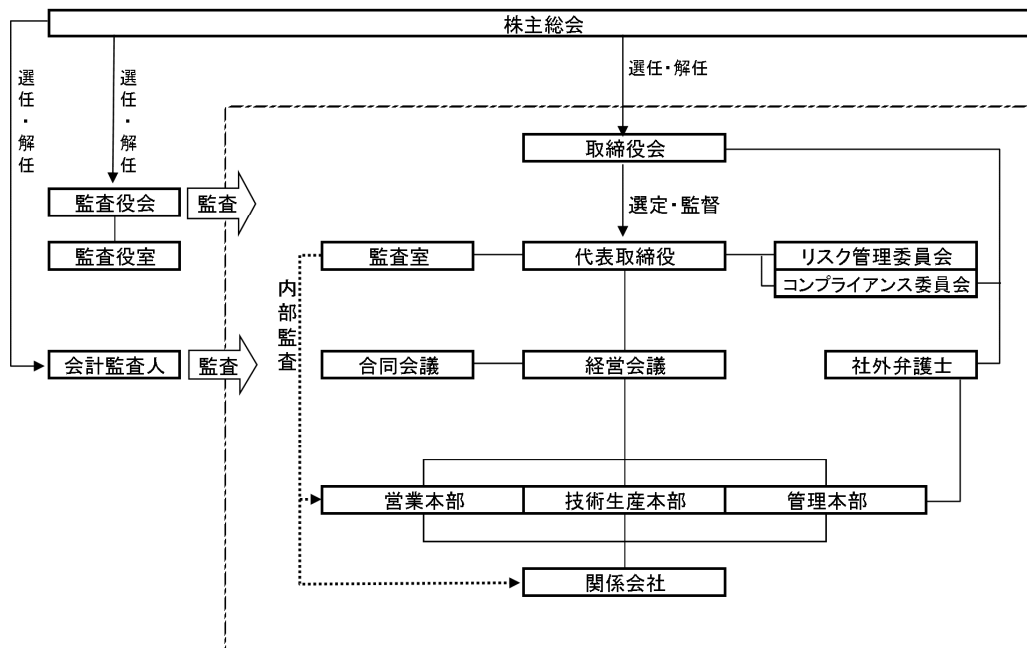 株主総会
選任・解任
選任・解任
選任・解任
取締役会
監査役会
監査
選定・監督
監査役室
監査室
代表取締役
リスク管理委員会
コンプライアンス委員会
内部監査
会計監査人
監査
合同会議
経営会議
社外弁護士
営業本部
技術生産本部
管理本部
関係会社